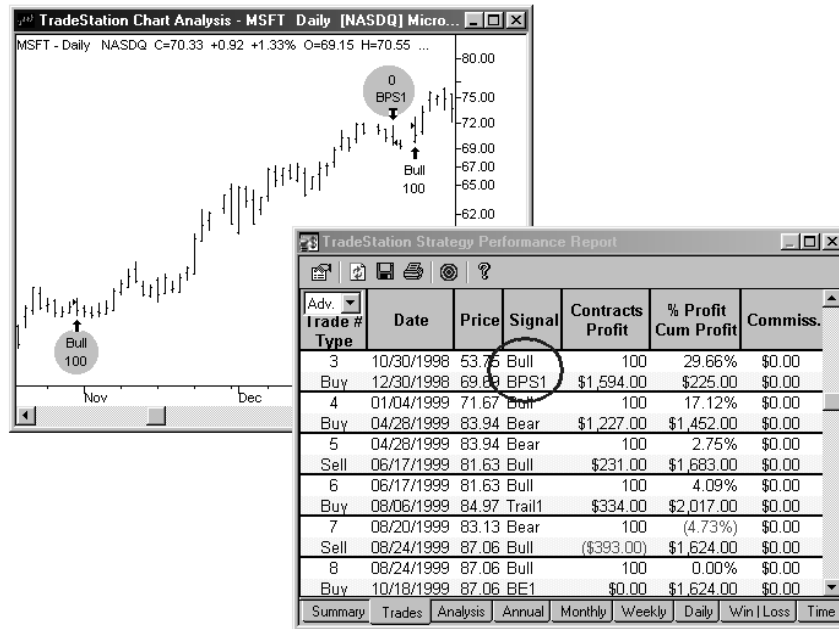 TradeStation Chart Analysis - MSFT Daily [NASDQ] Micro...
MSFT - Daily NASDQ C=70.33 +0.92 +1.33% O=69.15 H=70.55 ...
80.00
75.00
72.00
69.00
67.00
65.00
62.00
0
BPS1
Bull
100
Bull
100
Nov
Dec
TradeStation Strategy Performance Report
Adv.
Trade # Type Date Price Signal Contracts Profit % Profit Cum Profit Commiss.
3 10/30/1998 53.75 Bull 100 29.66% $0.00
Buy 12/30/1998 69.69 BPS1 $1,594.00 $225.00 $0.00
4 01/04/1999 71.67 Bull 100 17.12% $0.00
Buy 04/28/1999 83.94 Bear $1,227.00 $1,452.00 $0.00
5 04/28/1999 83.94 Bear 100 2.75% $0.00
Sell 06/17/1999 81.63 Bull $231.00 $1,683.00 $0.00
6 06/17/1999 81.63 Bull 100 4.09% $0.00
Buy 08/06/1999 84.97 Trail1 $334.00 $2,017.00 $0.00
7 08/20/1999 83.13 Bear 100 (4.73%) $0.00
Sell 08/24/1999 87.06 Bull ($393.00) $1,624.00 $0.00
8 08/24/1999 87.06 Bull 100 0.00% $0.00
Buy 10/18/1999 87.06 BE1 $0.00 $1,624.00 $0.00
Summary Trades Analysis Annual Monthly Weekly Daily Win | Loss Time